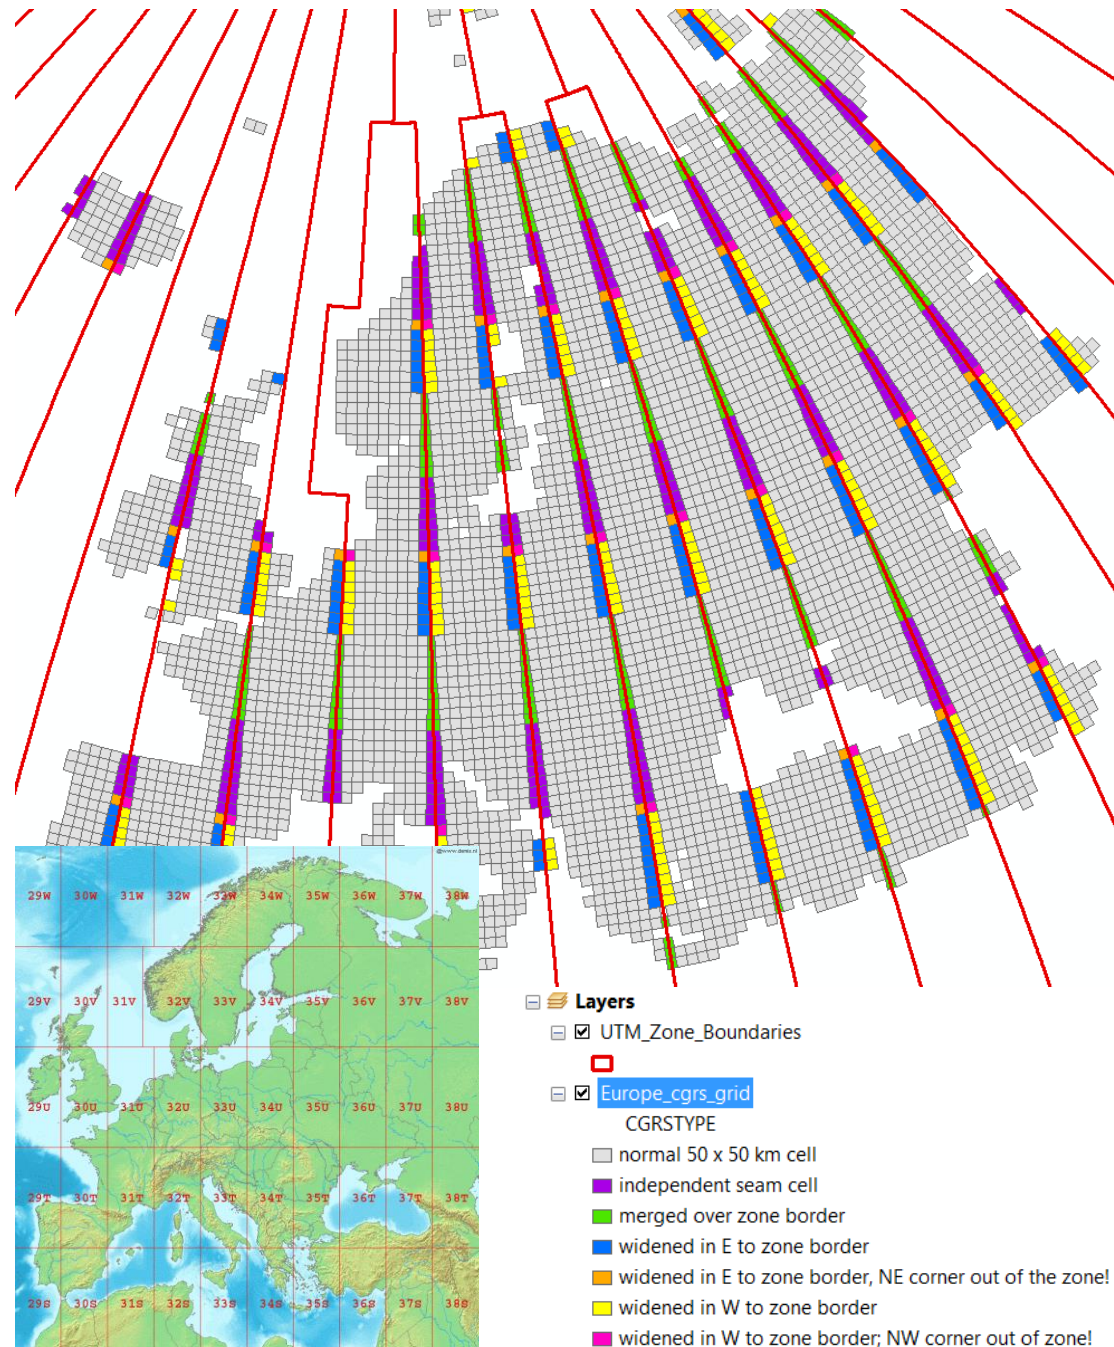 @www.dmap.nl
29W 30W 31W 32W 33W 34W 35W 36W 37W 38W
29V 30V 31V 32V 33V 34V 35V 36V 37V 38V
29U 30U 31U 32U 33U 34U 35U 36U 37U 38U
29T 30T 31T 32T 33T 34T 35T 36T 37T 38T
29S 30S 31S 32S 33S 34S 35S 36S 37S 38S
Layers
UTM_Zone_Boundaries
Europe_cgrs_grid
CGRSTYPE
normal 50 x 50 km cell
independent seam cell
merged over zone border
widened in E to zone border
widened in E to zone border, NE corner out of the zone!
widened in W to zone border
widened in W to zone border; NW corner out of zone!